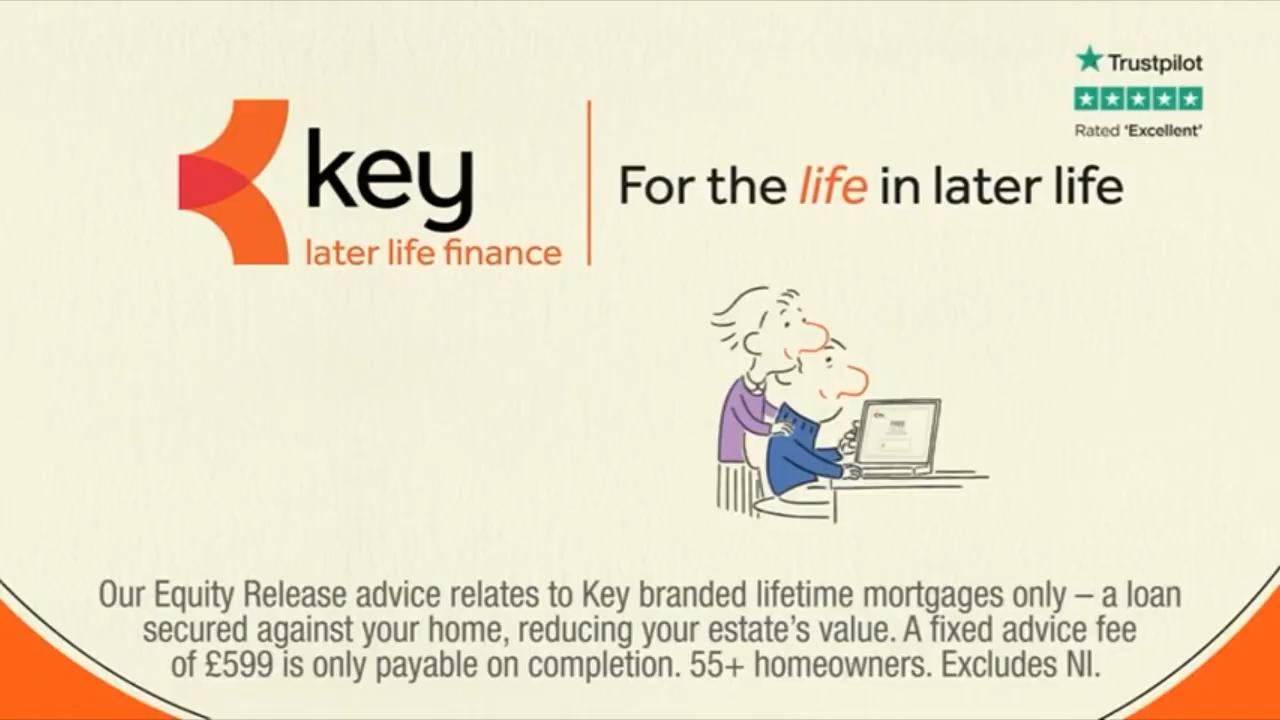 Trustpilot
Rated 'Excellent'
key
later life finance
For the life in later life
FREE
Our Equity Release advice relates to Key branded lifetime mortgages only – a loan
secured against your home, reducing your estate's value. A fixed advice fee
of £599 is only payable on completion. 55+ homeowners. Excludes NI.